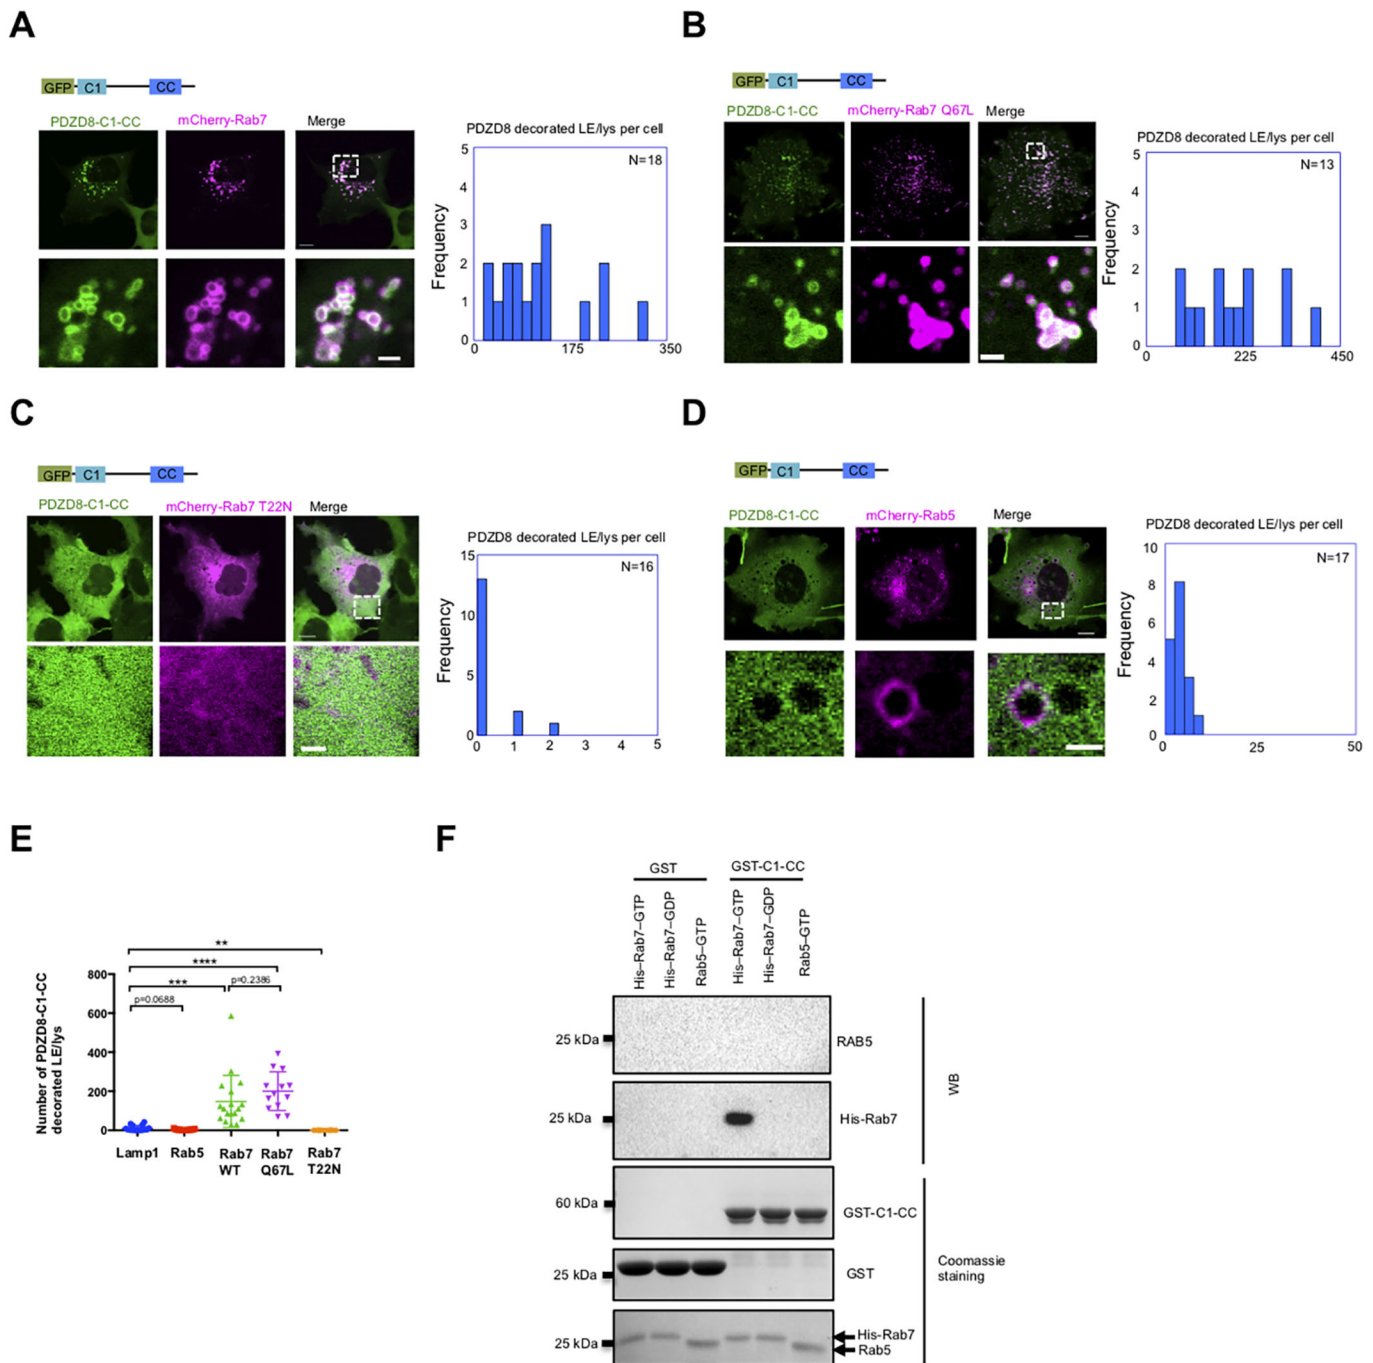 A
GFP C1 CC
PDZD8-C1-CC mCherry-Rab7 Merge
PDZD8 decorated LE/lys per cell
N=18
Frequency
5
4
3
2
1
0
0 175 350
B
GFP C1 CC
PDZD8-C1-CC mCherry-Rab7 Q67L Merge
PDZD8 decorated LE/lys per cell
N=13
Frequency
5
4
3
2
1
0
0 225 450
C
GFP C1 CC
PDZD8-C1-CC mCherry-Rab7 T22N Merge
PDZD8 decorated LE/lys per cell
N=16
Frequency
15
10
5
0
0 1 2 3 4 5
D
GFP C1 CC
PDZD8-C1-CC mCherry-Rab5 Merge
PDZD8 decorated LE/lys per cell
N=17
Frequency
10
8
6
4
2
0
0 25 50
E
Number of PDZD8-C1-CC
decorated LE/lys
**
****
***
p=0.2386
p=0.0688
800
600
400
200
0
Lamp1 Rab5 Rab7 WT Rab7 Q67L Rab7 T22N
F
GST GST-C1-CC
His–Rab7–GTP
His–Rab7–GDP
Rab5–GTP
His–Rab7–GTP
His–Rab7–GDP
Rab5–GTP
25 kDa RAB5
25 kDa His-Rab7
WB
60 kDa GST-C1-CC
25 kDa GST
Coomassie
staining
25 kDa His-Rab7
Rab5